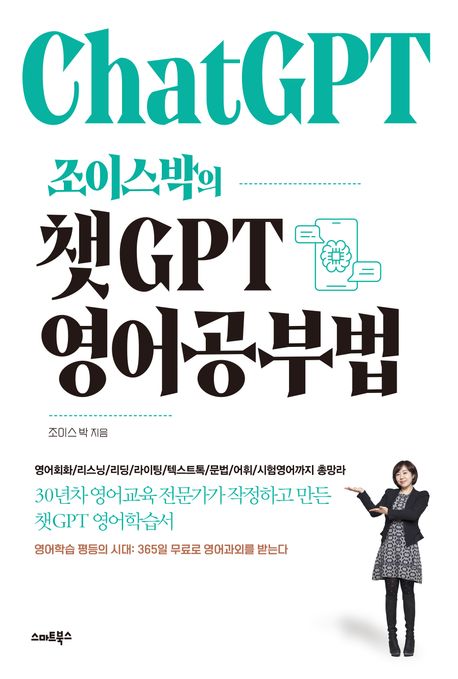 ChatGPT
조이스박의
챗GPT
영어공부법
조이스 박 지음
영어회화/리스닝/리딩/라이팅/텍스트톡/문법/어휘/시험영어까지 총망라
30년차 영어교육 전문가가 작정하고 만든
챗GPT 영어학습서
영어학습 평등의 시대: 365일 무료로 영어과외를 받는다
스마트북스